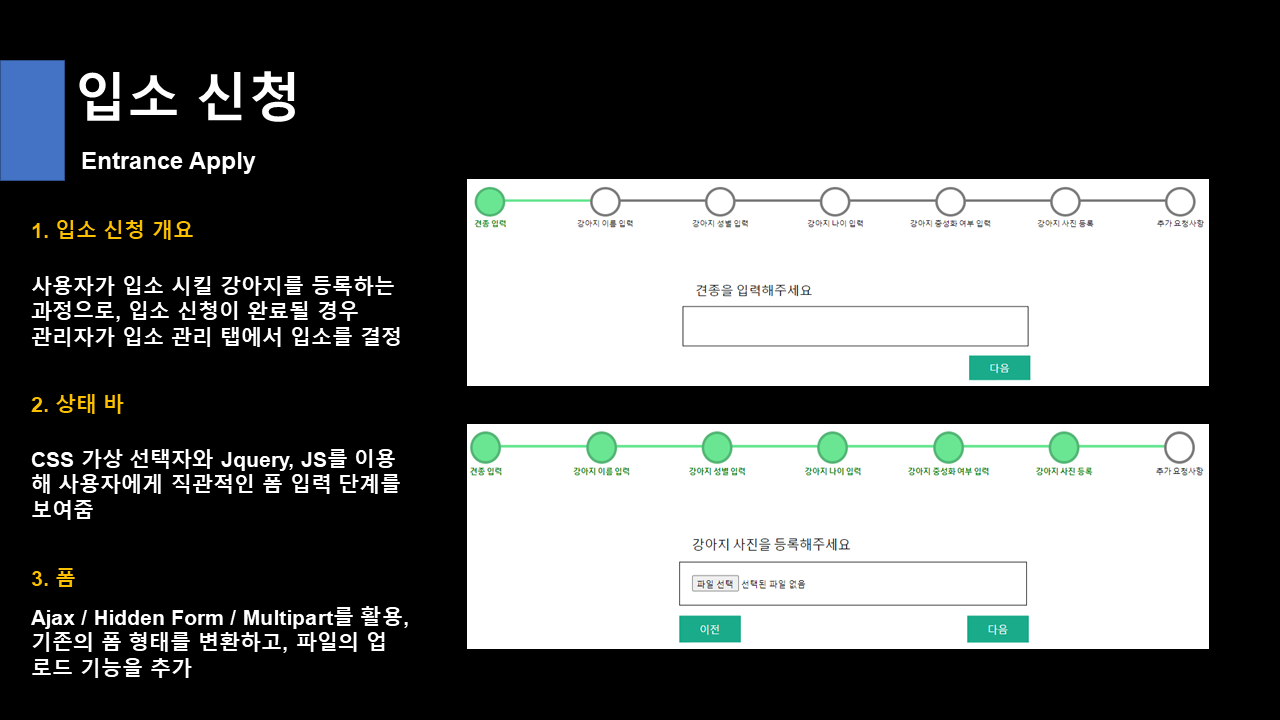 입소 신청
Entrance Apply
1. 입소 신청 개요
사용자가 입소 시킬 강아지를 등록하는
과정으로, 입소 신청이 완료될 경우
관리자가 입소 관리 탭에서 입소를 결정
2. 상태 바
CSS 가상 선택자와 Jquery, JS를 이용
해 사용자에게 직관적인 폼 입력 단계를
보여줌
3. 폼
Ajax / Hidden Form / Multipart를 활용,
기존의 폼 형태를 변환하고, 파일의 업
로드 기능을 추가
견종 입력 강아지 이름 입력 강아지 성별 입력 강아지 나이 입력 강아지 중성화 여부 입력 강아지 사진 등록 추가 요청사항
견종을 입력해주세요
다음
견종 입력 강아지 이름 입력 강아지 성별 입력 강아지 나이 입력 강아지 중성화 여부 입력 강아지 사진 등록 추가 요청사항
강아지 사진을 등록해주세요
파일 선택 선택된 파일 없음
이전 다음